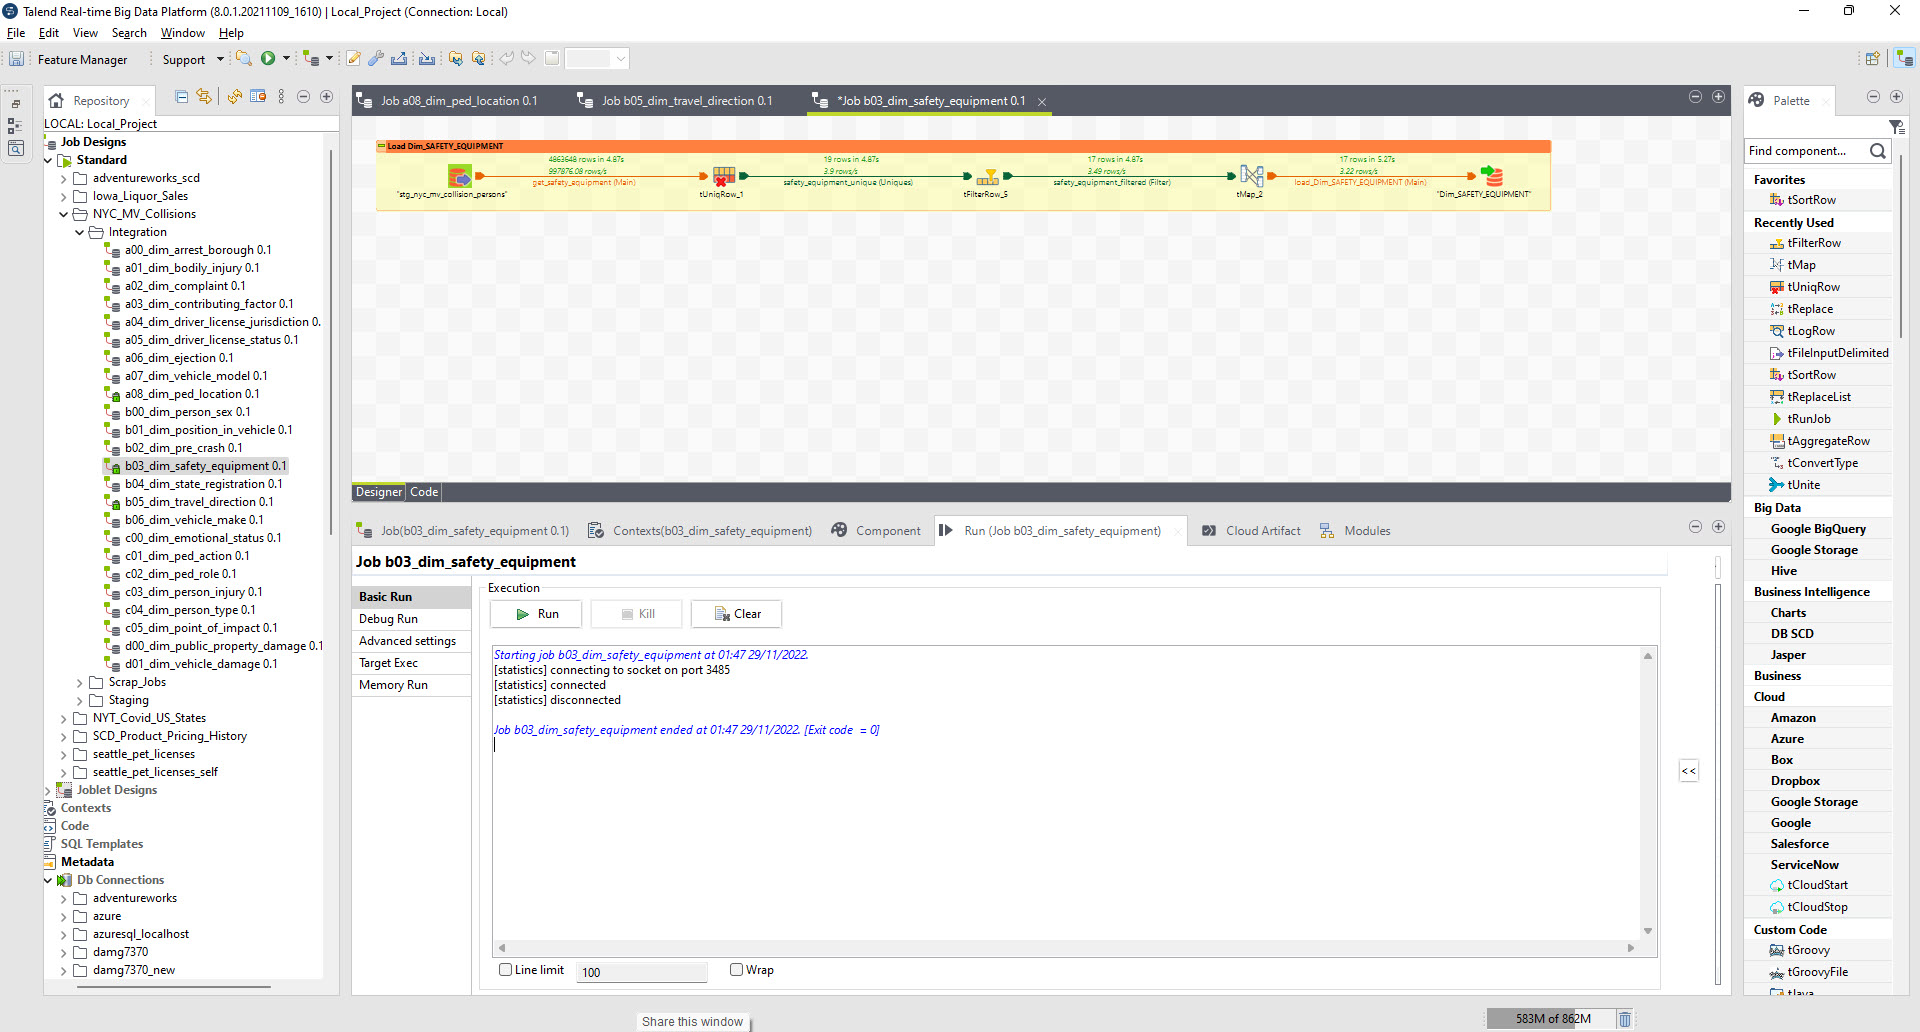 Talend Real-time Big Data Platform (8.0.1.20211109_1610) | Local_Project (Connection: Local)
File Edit View Search Window Help
Feature Manager Support
Repository
LOCAL: Local_Project
Job Designs
Standard
adventureworks_scd
Iowa_Liquor_Sales
NYC_MV_Collisions
Integration
a00_dim_arrest_borough 0.1
a01_dim_bodily_injury 0.1
a02_dim_complaint 0.1
a03_dim_contributing_factor 0.1
a04_dim_driver_license_jurisdiction 0.
a05_dim_driver_license_status 0.1
a06_dim_ejection 0.1
a07_dim_vehicle_model 0.1
a08_dim_ped_location 0.1
b00_dim_person_sex 0.1
b01_dim_position_in_vehicle 0.1
b02_dim_pre_crash 0.1
b03_dim_safety_equipment 0.1
b04_dim_state_registration 0.1
b05_dim_travel_direction 0.1
b06_dim_vehicle_make 0.1
c00_dim_emotional_status 0.1
c01_dim_ped_action 0.1
c02_dim_ped_role 0.1
c03_dim_person_injury 0.1
c04_dim_person_type 0.1
c05_dim_point_of_impact 0.1
d00_dim_public_property_damage 0.1
d01_dim_vehicle_damage 0.1
Scrap_Jobs
Staging
NYT_Covid_US_States
SCD_Product_Pricing_History
seattle_pet_licenses
seattle_pet_licenses_self
Joblet Designs
Contexts
Code
SQL Templates
Metadata
Db Connections
adventureworks
azure
azuresql_localhost
damg7370
damg7370_new
Job a08_dim_ped_location 0.1 Job b05_dim_travel_direction 0.1 *Job b03_dim_safety_equipment 0.1
Load Dim_SAFETY_EQUIPMENT
4863648 rows in 4.87s 19 rows in 4.87s 17 rows in 4.87s 17 rows in 5.27s
997876.08 rows/s 3.9 rows/s 3.49 rows/s 3.22 rows/s
get_safety_equipment (Main) safety_equipment_unique (Uniques) safety_equipment_filtered (Filter) load_Dim_SAFETY_EQUIPMENT (Main)
"stg_nyc_mv_collision_persons" tUniqRow_1 tFilterRow_5 tMap_2 "Dim_SAFETY_EQUIPMENT"
Designer Code
Job(b03_dim_safety_equipment 0.1) Contexts(b03_dim_safety_equipment) Component Run (Job b03_dim_safety_equipment) Cloud Artifact Modules
Job b03_dim_safety_equipment
Basic Run
Debug Run
Advanced settings
Target Exec
Memory Run
Execution
Run Kill Clear
Starting job b03_dim_safety_equipment at 01:47 29/11/2022.
[statistics] connecting to socket on port 3485
[statistics] connected
[statistics] disconnected
Job b03_dim_safety_equipment ended at 01:47 29/11/2022. [Exit code  = 0]
<<
Line limit 100 Wrap
Palette
Find component...
Favorites
tSortRow
Recently Used
tFilterRow
tMap
tUniqRow
tReplace
tLogRow
tFileInputDelimited
tSortRow
tReplaceList
tRunJob
tAggregateRow
tConvertType
tUnite
Big Data
Google BigQuery
Google Storage
Hive
Business Intelligence
Charts
DB SCD
Jasper
Business
Cloud
Amazon
Azure
Box
Dropbox
Google Storage
Google
Salesforce
ServiceNow
tCloudStart
tCloudStop
Custom Code
tGroovy
tGroovyFile
tJava
Share this window
583M of 862M